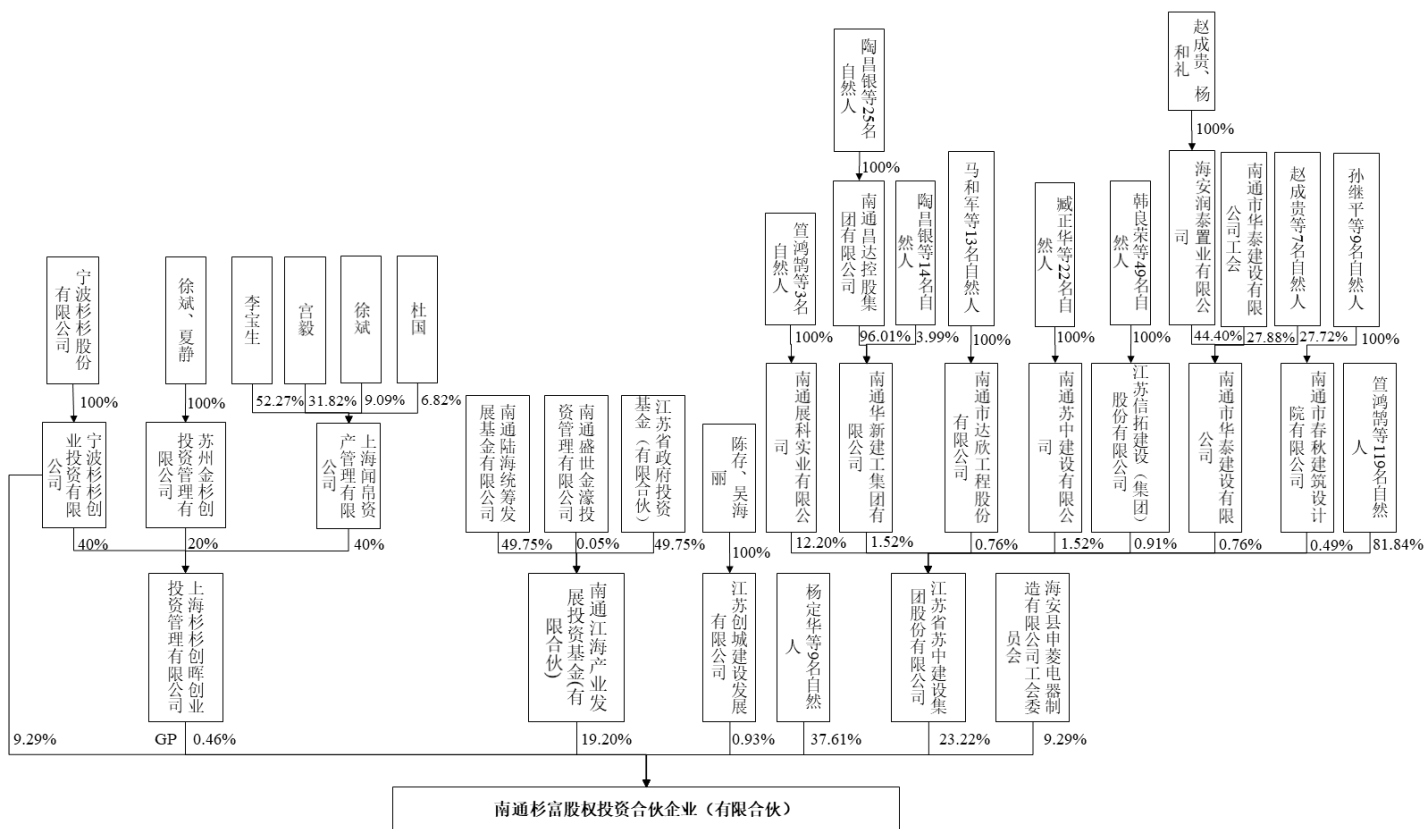 赵成贵、杨
和礼
100%
陶昌银等25名
自然人
100%
宁波杉杉股份
有限公司
徐斌、夏静
李宝生
宫毅
徐斌
杜国
笪鸿鹄等3名
自然人
南通昌达控股集
团有限公司
陶昌银等14名自
然人
马和军等13名自然人
臧正华等22名自
然人
韩良荣等49名自
然人
海安润泰置业有限公
司
南通市华泰建设有限
公司工会
赵成贵等7名自然人
孙继平等9名自然人
100%
100%
52.27%
31.82%
9.09%
6.82%
100%
96.01%
3.99%
100%
100%
100%
44.40%
27.88%
27.72%
100%
宁波杉杉创
业投资有限
公司
苏州金杉创
投资管理有
限公司
上海闻帛资
产管理有限
公司
南通陆海统筹发
展基金有限公司
南通盛世金濠投
资管理有限公司
江苏省政府投资
基金（有限合伙）
陈存、吴海
丽
南通展科实业有限公
司
南通华新建工集团有
限公司
南通市达欣工程股份
有限公司
南通苏中建设有限公
司
江苏信拓建设（集团）
股份有限公司
南通市华泰建设有限
公司
南通市春秋建筑设计
院有限公司
笪鸿鹄等119名自然
人
40%
20%
40%
49.75%
0.05%
49.75%
100%
12.20%
1.52%
0.76%
1.52%
0.91%
0.76%
0.49%
81.84%
上海杉杉创晖创业
投资管理有限公司
南通江海产业发
展投资基金(有
限合伙)
江苏创城建设发展
有限公司
杨定华等9名自然
人
江苏省苏中建设集
团股份有限公司
海安县申菱电器制
造有限公司工会委
员会
9.29%
GP
0.46%
19.20%
0.93%
37.61%
23.22%
9.29%
南通杉富股权投资合伙企业（有限合伙）